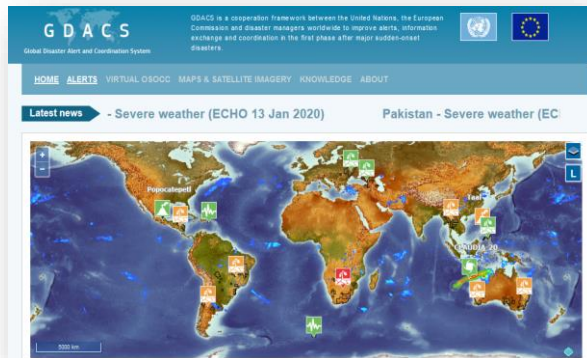 GDACS
Global Disaster Alert and Coordination System
GDACS is a cooperation framework between the United Nations, the European
Commission and disaster managers worldwide to improve alerts, information
exchange and coordination in the first phase after major sudden-onset
disasters.
HOME ALERTS VIRTUAL OSOCC MAPS & SATELLITE IMAGERY KNOWLEDGE ABOUT
Latest news - Severe weather (ECHO 13 Jan 2020) Pakistan - Severe weather (EC
+
−
L
Popocatepetl
5000 km